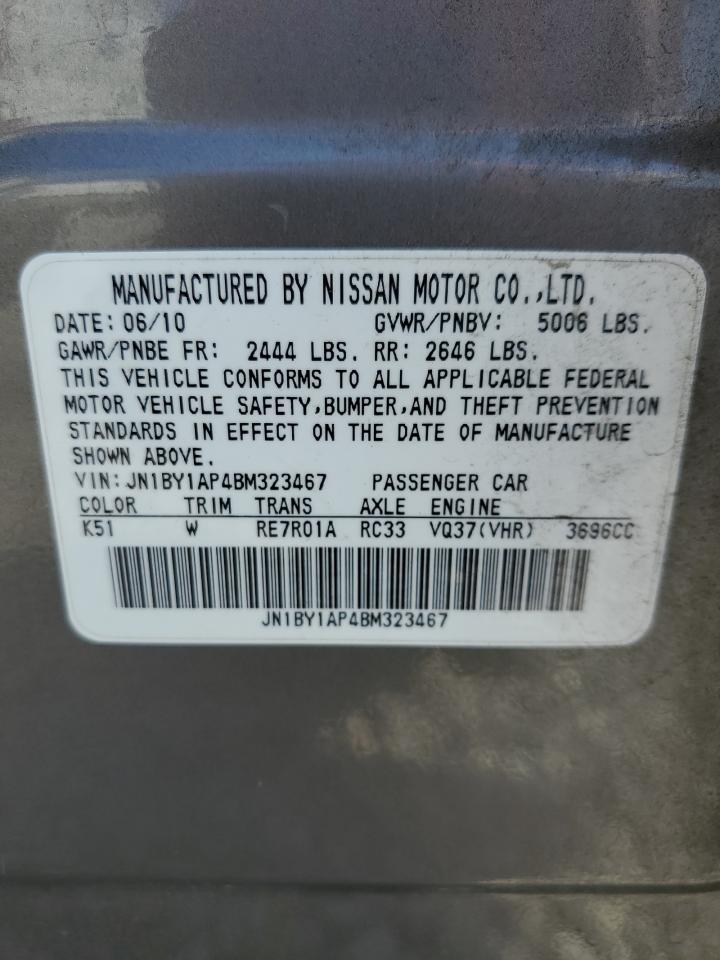 MANUFACTURED BY NISSAN MOTOR CO.,LTD.
DATE: 06/10 GVWR/PNBV: 5006 LBS.
GAWR/PNBE FR: 2444 LBS. RR: 2646 LBS.
THIS VEHICLE CONFORMS TO ALL APPLICABLE FEDERAL
MOTOR VEHICLE SAFETY,BUMPER,AND THEFT PREVENTION
STANDARDS IN EFFECT ON THE DATE OF MANUFACTURE
SHOWN ABOVE.
VIN: JN1BY1AP4BM323467 PASSENGER CAR
COLOR TRIM TRANS AXLE ENGINE
K51 W RE7R01A RC33 VQ37(VHR) 3696CC
JN1BY1AP4BM323467